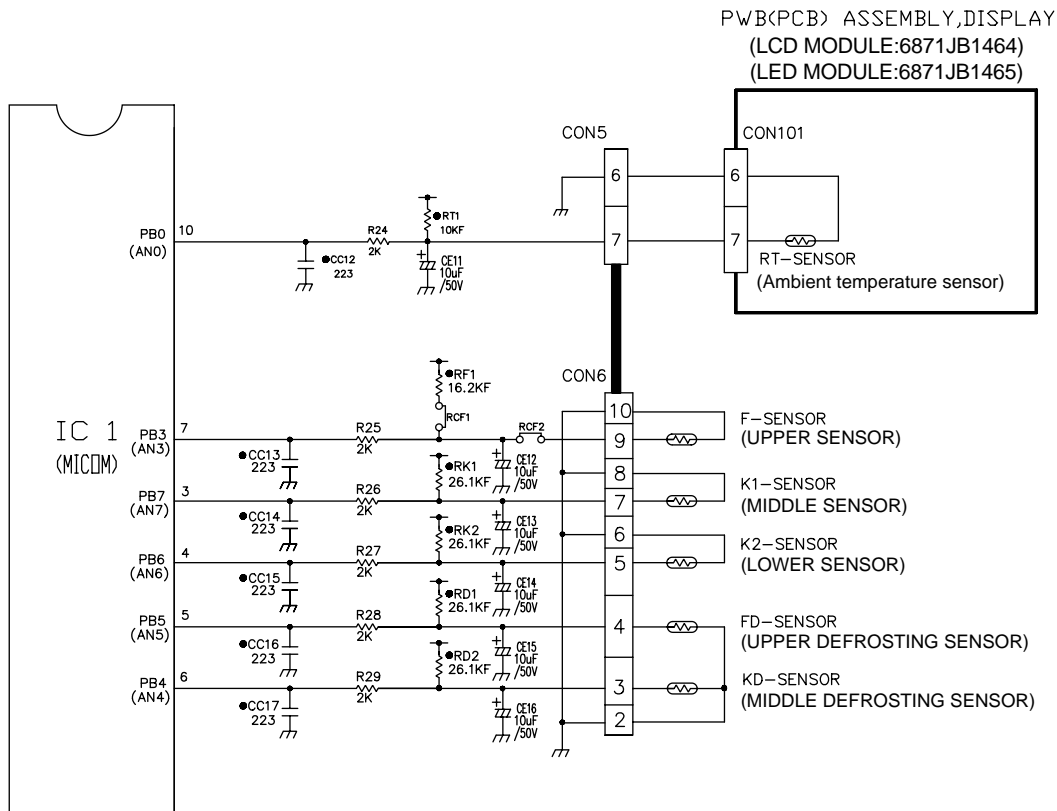 PWB(PCB) ASSEMBLY,DISPLAY
(LCD MODULE:6871JB1464)
(LED MODULE:6871JB1465)
CON5
CON101
6
6
7
7
RT-SENSOR
(Ambient temperature sensor)
PB0
(AN0)
10
●CC12
223
R24
2K
●RT1
10KF
+
CE11
10uF
/50V
IC 1
(MICOM)
CON6
●RF1
16.2KF
RCF1
RCF2
10
F-SENSOR
(UPPER SENSOR)
PB3
(AN3)
7
R25
2K
9
●CC13
223
●RK1
26.1KF
+
CE12
10uF
/50V
8
K1-SENSOR
(MIDDLE SENSOR)
PB7
(AN7)
3
R26
2K
7
●CC14
223
●RK2
26.1KF
+
CE13
10uF
/50V
6
K2-SENSOR
(LOWER SENSOR)
PB6
(AN6)
4
R27
2K
5
●CC15
223
●RD1
26.1KF
+
CE14
10uF
/50V
FD-SENSOR
(UPPER DEFROSTING SENSOR)
PB5
(AN5)
5
R28
2K
4
●CC16
223
●RD2
26.1KF
+
CE15
10uF
/50V
KD-SENSOR
(MIDDLE DEFROSTING SENSOR)
PB4
(AN4)
6
R29
2K
3
●CC17
223
+
CE16
10uF
/50V
2